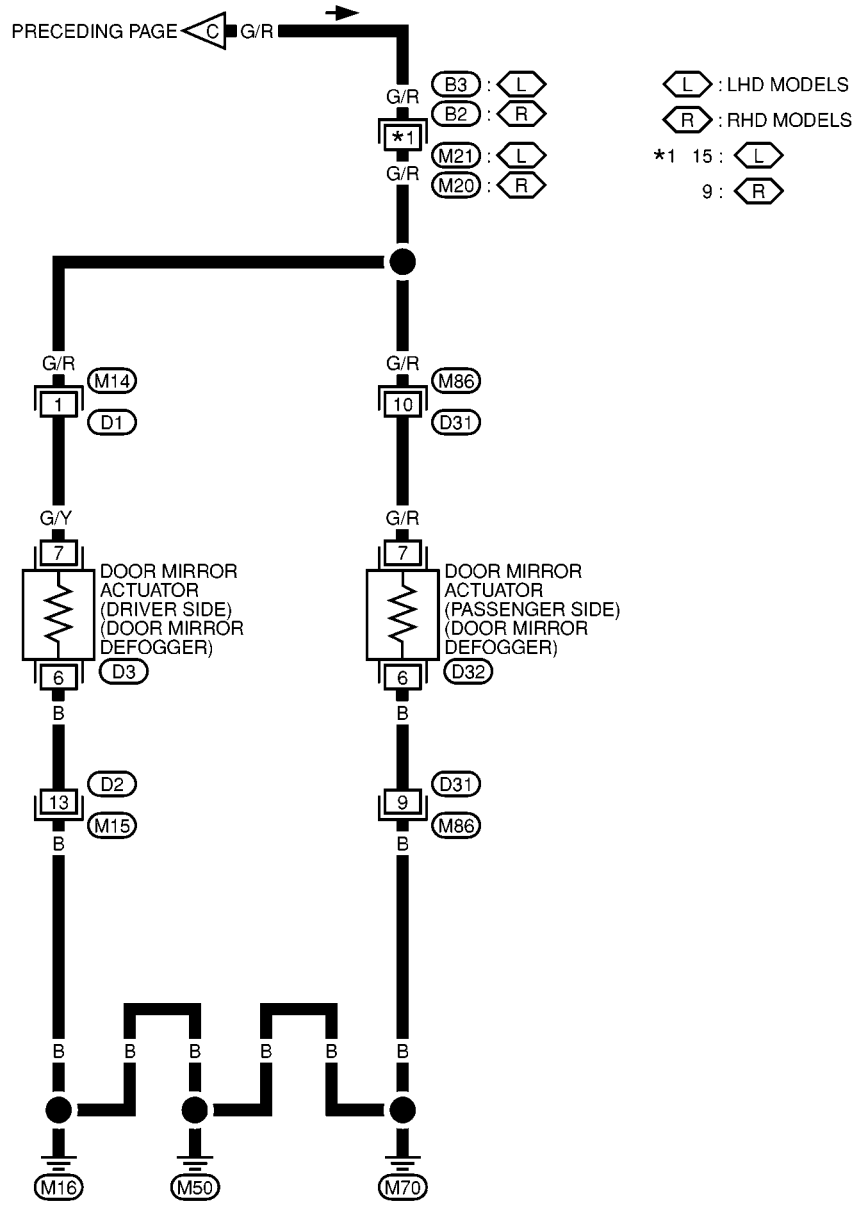 PRECEDING PAGE C G/R
G/R
B3 : L
B2 : R
*1
M21 : L
M20 : R
G/R
L : LHD MODELS
R : RHD MODELS
*1 15 : L
9 : R
G/R
M14
1
D1
G/R
M86
10
D31
G/Y
7
DOOR MIRROR
ACTUATOR
(DRIVER SIDE)
(DOOR MIRROR
DEFOGGER)
D3
6
B
G/R
7
DOOR MIRROR
ACTUATOR
(PASSENGER SIDE)
(DOOR MIRROR
DEFOGGER)
D32
6
B
D2
13
M15
B
D31
9
M86
B
B B B B B B
M16 M50 M70